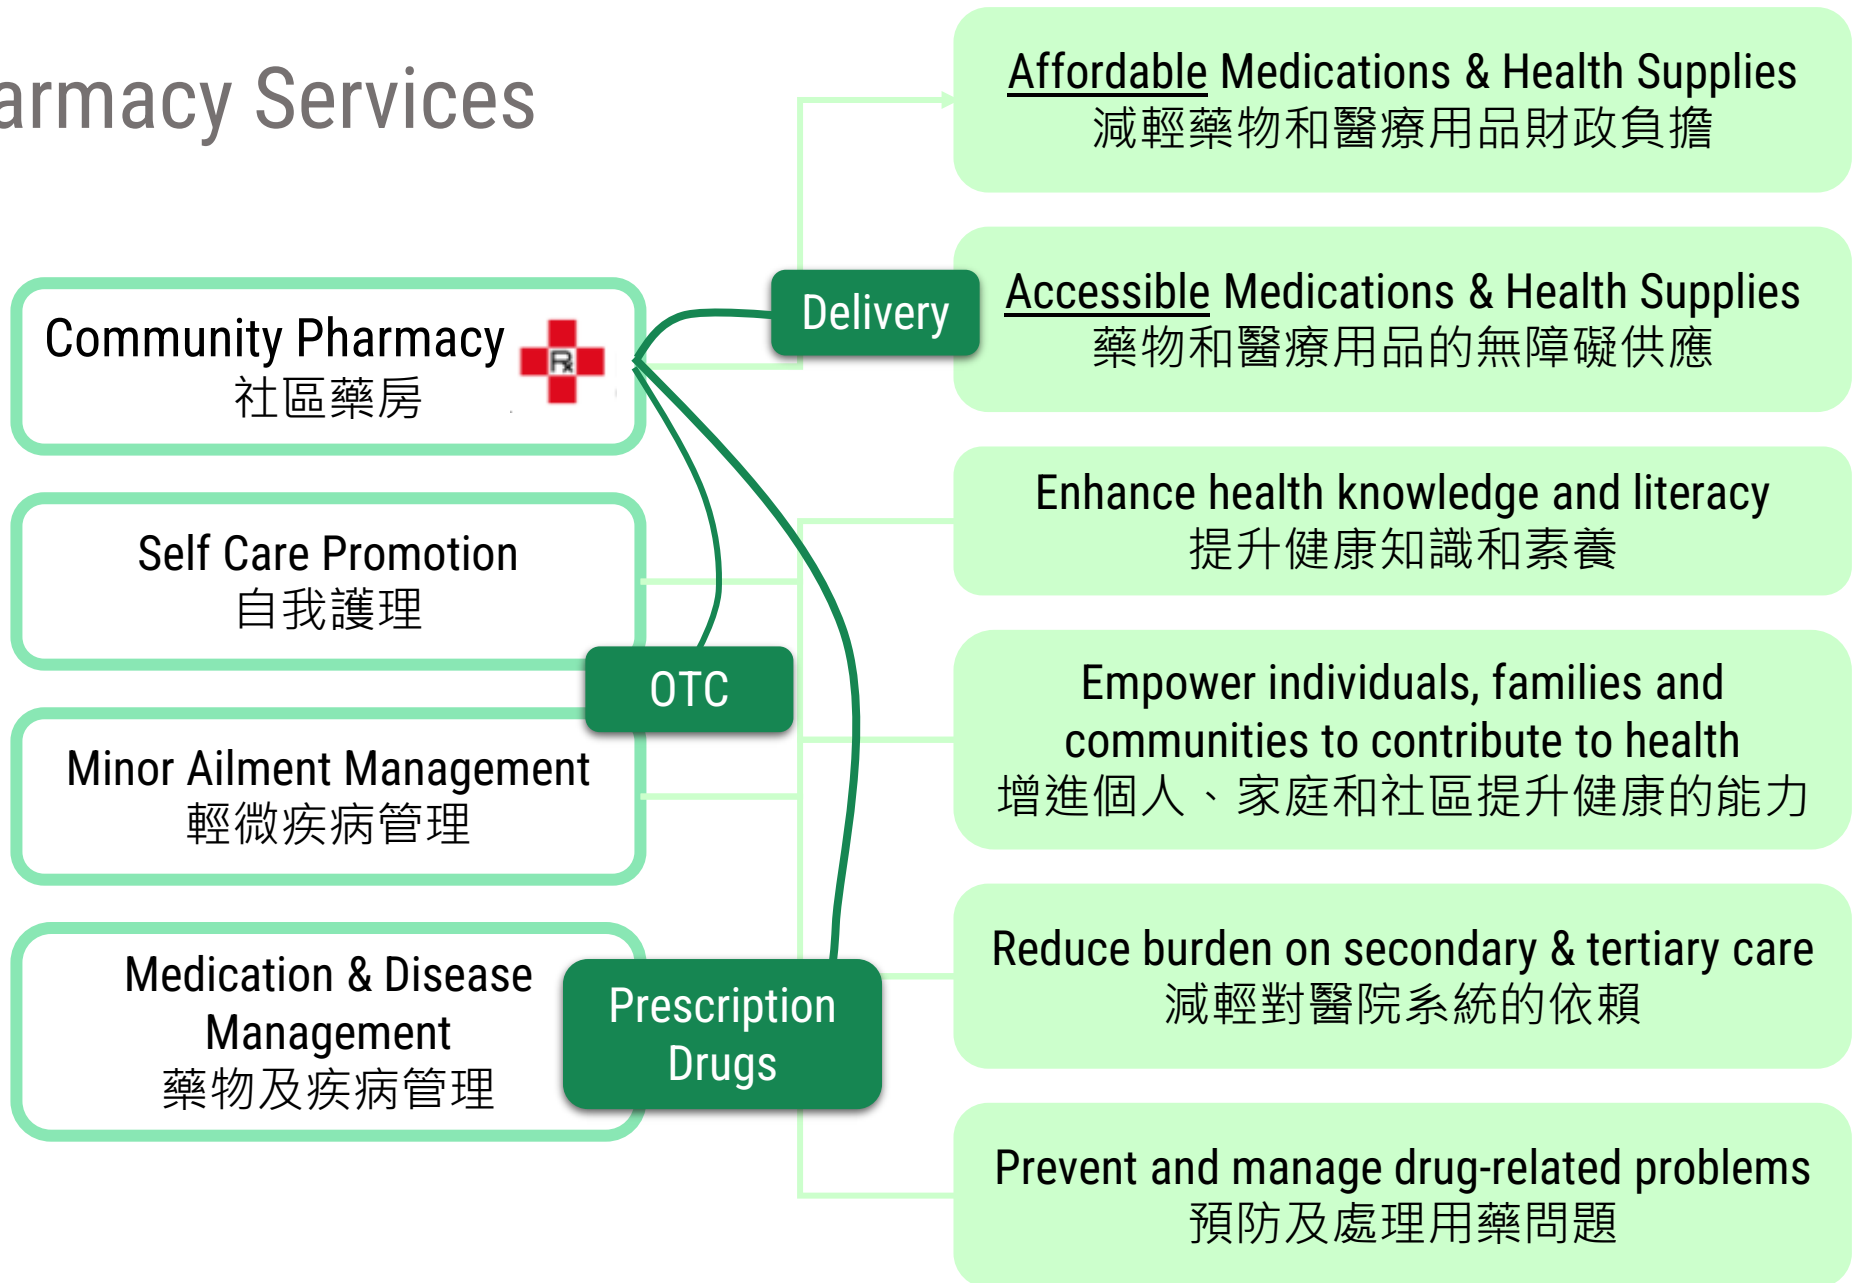 armacy Services
Community Pharmacy
社區藥房
Rx
Self Care Promotion
自我護理
OTC
Minor Ailment Management
輕微疾病管理
Medication & Disease
Management
藥物及疾病管理
Prescription
Drugs
Delivery
Affordable Medications & Health Supplies
減輕藥物和醫療用品財政負擔
Accessible Medications & Health Supplies
藥物和醫療用品的無障礙供應
Enhance health knowledge and literacy
提升健康知識和素養
Empower individuals, families and
communities to contribute to health
增進個人、家庭和社區提升健康的能力
Reduce burden on secondary & tertiary care
減輕對醫院系統的依賴
Prevent and manage drug-related problems
預防及處理用藥問題